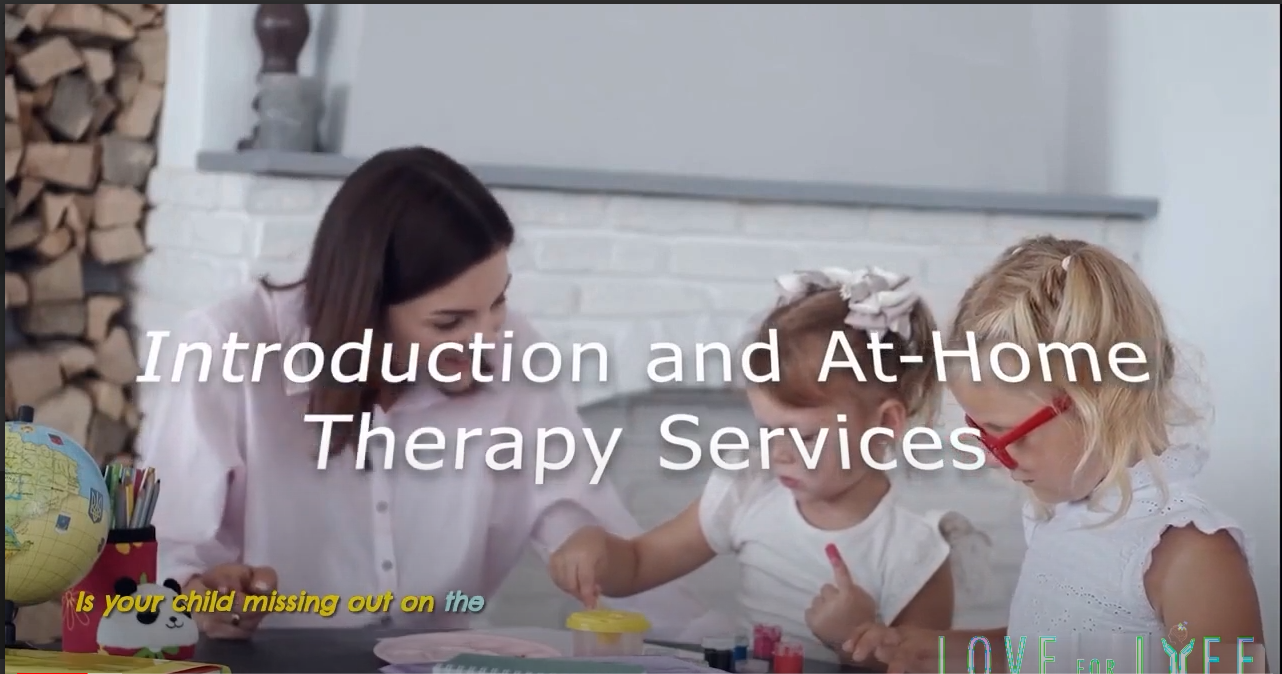 Introduction and At-Home
Therapy Services
Is your child missing out on the
LOVE FOR LYFE